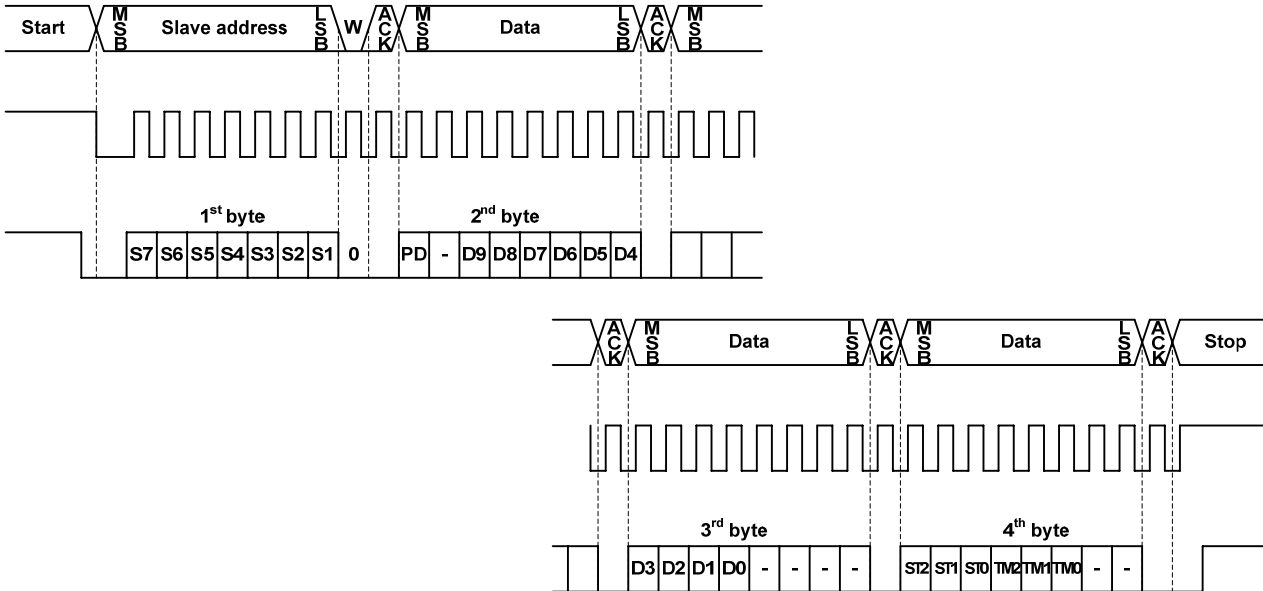 Start MSB Slave address LSB W ACK MSB Data LSB ACK MSB
1st byte 2nd byte
S7 S6 S5 S4 S3 S2 S1 0 PD - D9 D8 D7 D6 D5 D4
ACK MSB Data LSB ACK MSB Data LSB ACK Stop
3rd byte 4th byte
D3 D2 D1 D0 - - - - ST2 ST1 ST0 TM2 TM1 TM0 - -